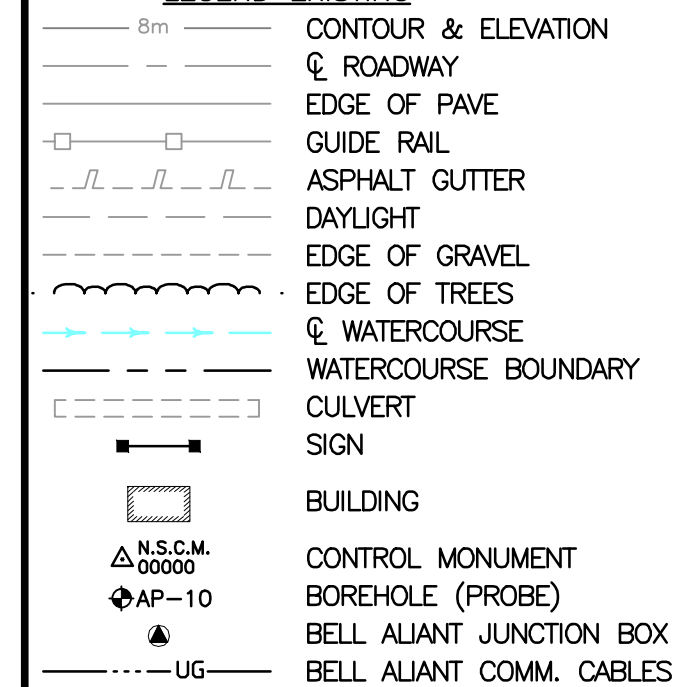 LEGEND EXISTING
8m CONTOUR & ELEVATION
℄ ROADWAY
EDGE OF PAVE
GUIDE RAIL
ASPHALT GUTTER
DAYLIGHT
EDGE OF GRAVEL
EDGE OF TREES
℄ WATERCOURSE
WATERCOURSE BOUNDARY
CULVERT
SIGN
BUILDING
N.S.C.M.
00000 CONTROL MONUMENT
AP-10 BOREHOLE (PROBE)
BELL ALIANT JUNCTION BOX
UG BELL ALIANT COMM. CABLES